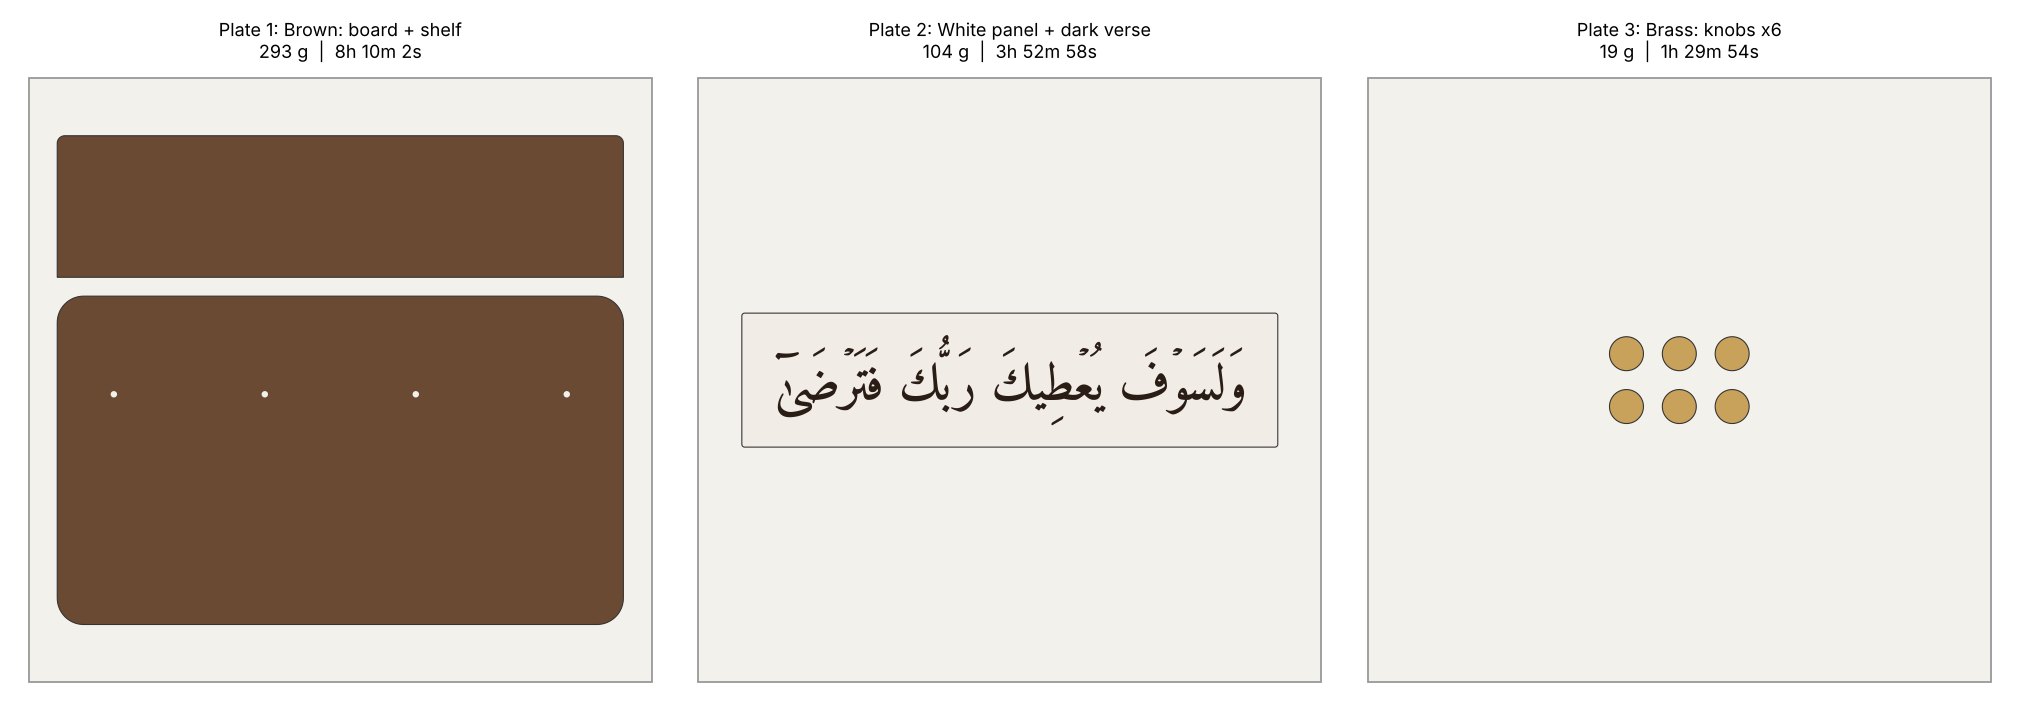 Plate 1: Brown: board + shelf
293 g | 8h 10m 2s
Plate 2: White panel + dark verse
104 g | 3h 52m 58s
Plate 3: Brass: knobs x6
19 g | 1h 29m 54s
وَلَسَوۡفَ يُعۡطِيكَ رَبُّكَ فَتَرۡضَىٰٓ